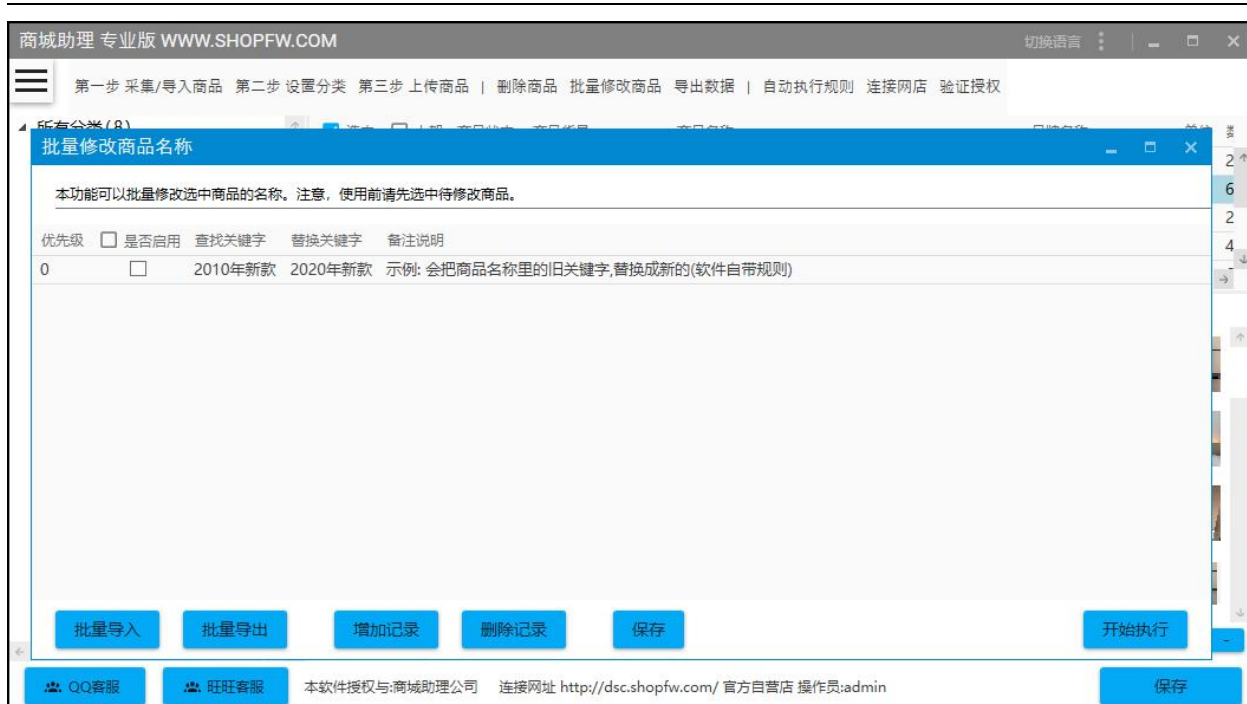 商城助理 专业版 WWW.SHOPFW.COM 切换语言
第一步 采集/导入商品 第二步 设置分类 第三步 上传商品 | 删除商品 批量修改商品 导出数据 | 自动执行规则 连接网店 验证授权
所有分类(8)
批量修改商品名称
2
本功能可以批量修改选中商品的名称。注意，使用前请先选中待修改商品。
6
2
优先级 是否启用 查找关键字 替换关键字 备注说明
4
0 2010年新款 2020年新款 示例: 会把商品名称里的旧关键字,替换成新的(软件自带规则)
批量导入 批量导出 增加记录 删除记录 保存 开始执行
QQ客服 旺旺客服 本软件授权与:商城助理公司 连接网址 http://dsc.shopfw.com/ 官方自营店 操作员:admin 保存